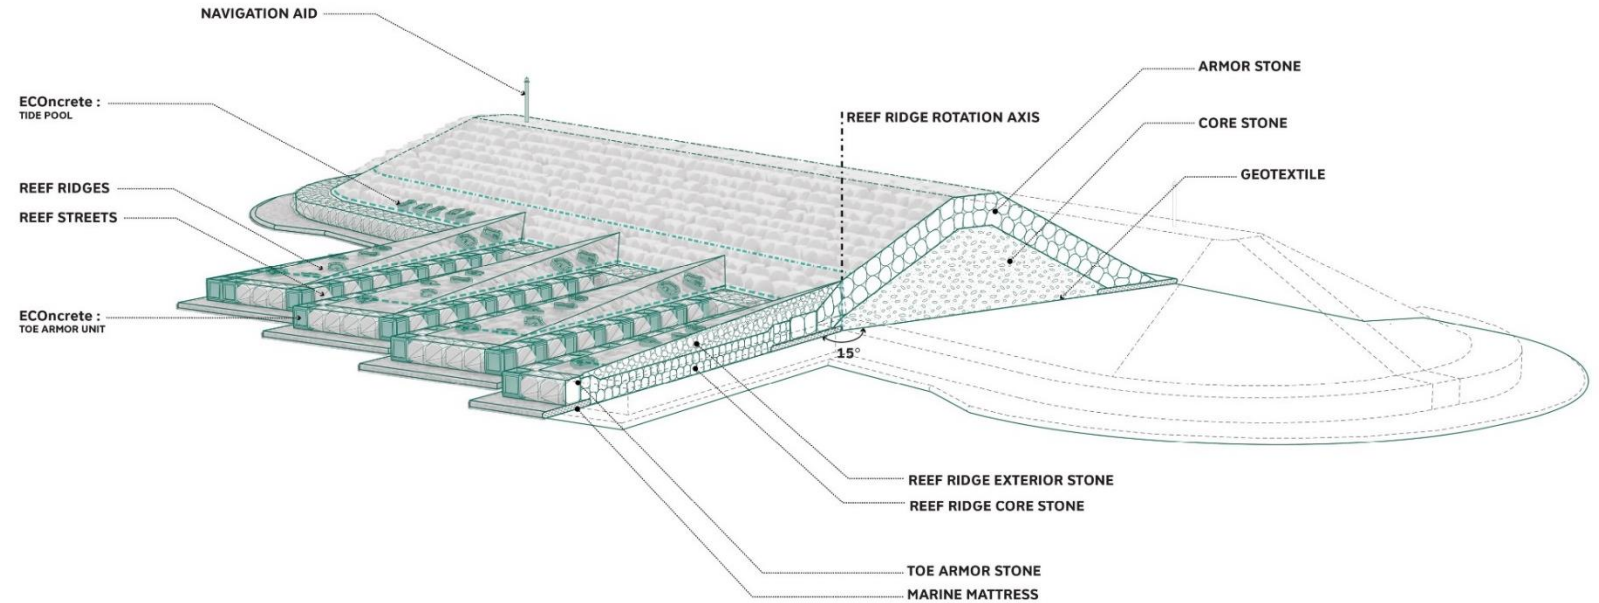 NAVIGATION AID
ECOncrete :
TIDE POOL
REEF RIDGES
REEF STREETS
ECOncrete :
TOE ARMOR UNIT
REEF RIDGE ROTATION AXIS
ARMOR STONE
CORE STONE
GEOTEXTILE
15°
REEF RIDGE EXTERIOR STONE
REEF RIDGE CORE STONE
TOE ARMOR STONE
MARINE MATTRESS